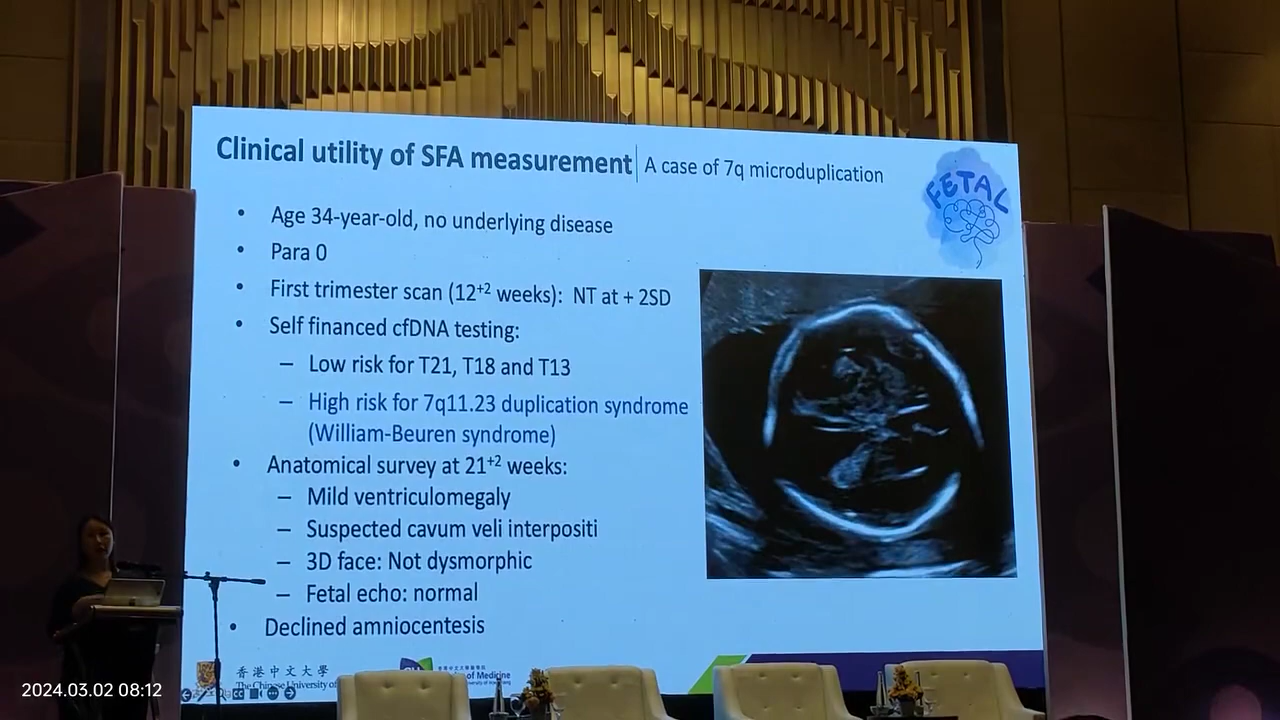 Clinical utility of SFA measurement A case of 7q microduplication
FETAL
• Age 34-year-old, no underlying disease
• Para 0
• First trimester scan (12+2 weeks): NT at + 2SD
• Self financed cfDNA testing:
– Low risk for T21, T18 and T13
– High risk for 7q11.23 duplication syndrome
(William-Beuren syndrome)
• Anatomical survey at 21+2 weeks:
– Mild ventriculomegaly
– Suspected cavum veli interpositi
– 3D face: Not dysmorphic
– Fetal echo: normal
• Declined amniocentesis
香港中文大學
The Chinese University of
of Medicine
2024.03.02 08:12